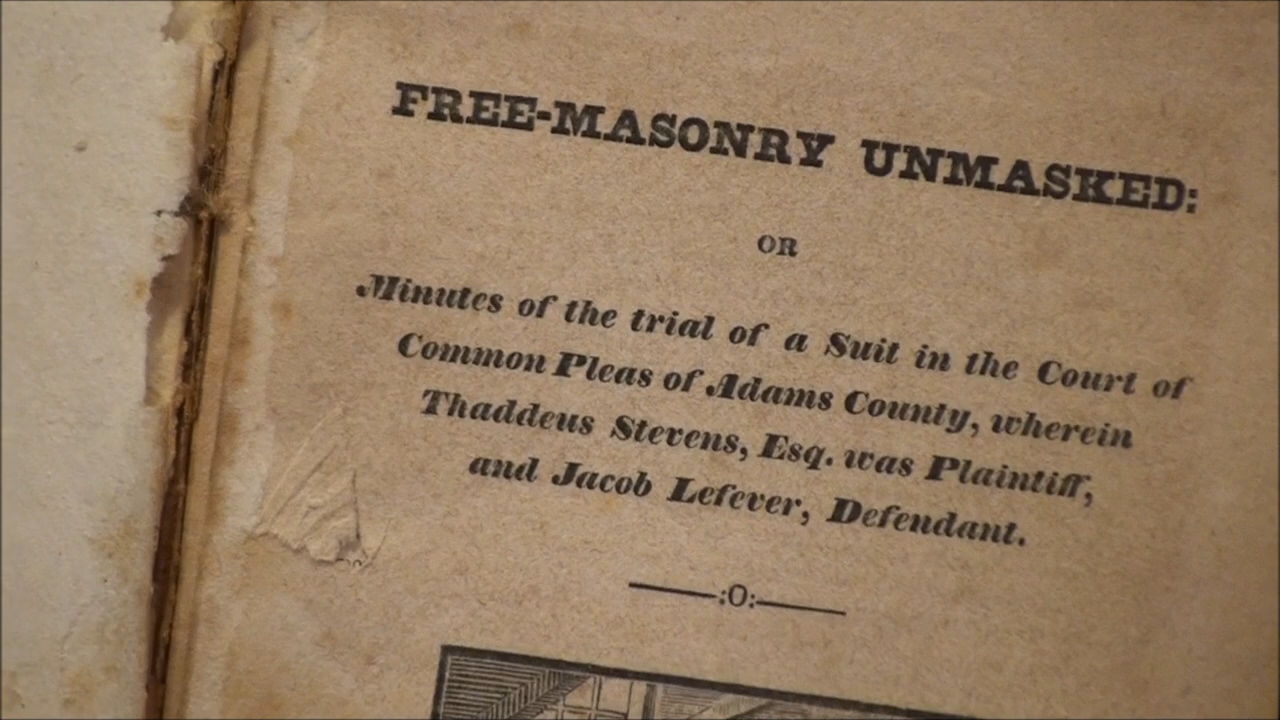 FREE-MASONRY UNMASKED:
OR
Minutes of the trial of a Suit in the Court of
Common Pleas of Adams County, wherein
Thaddeus Stevens, Esq. was Plaintiff,
and Jacob Lefever, Defendant.
:O: